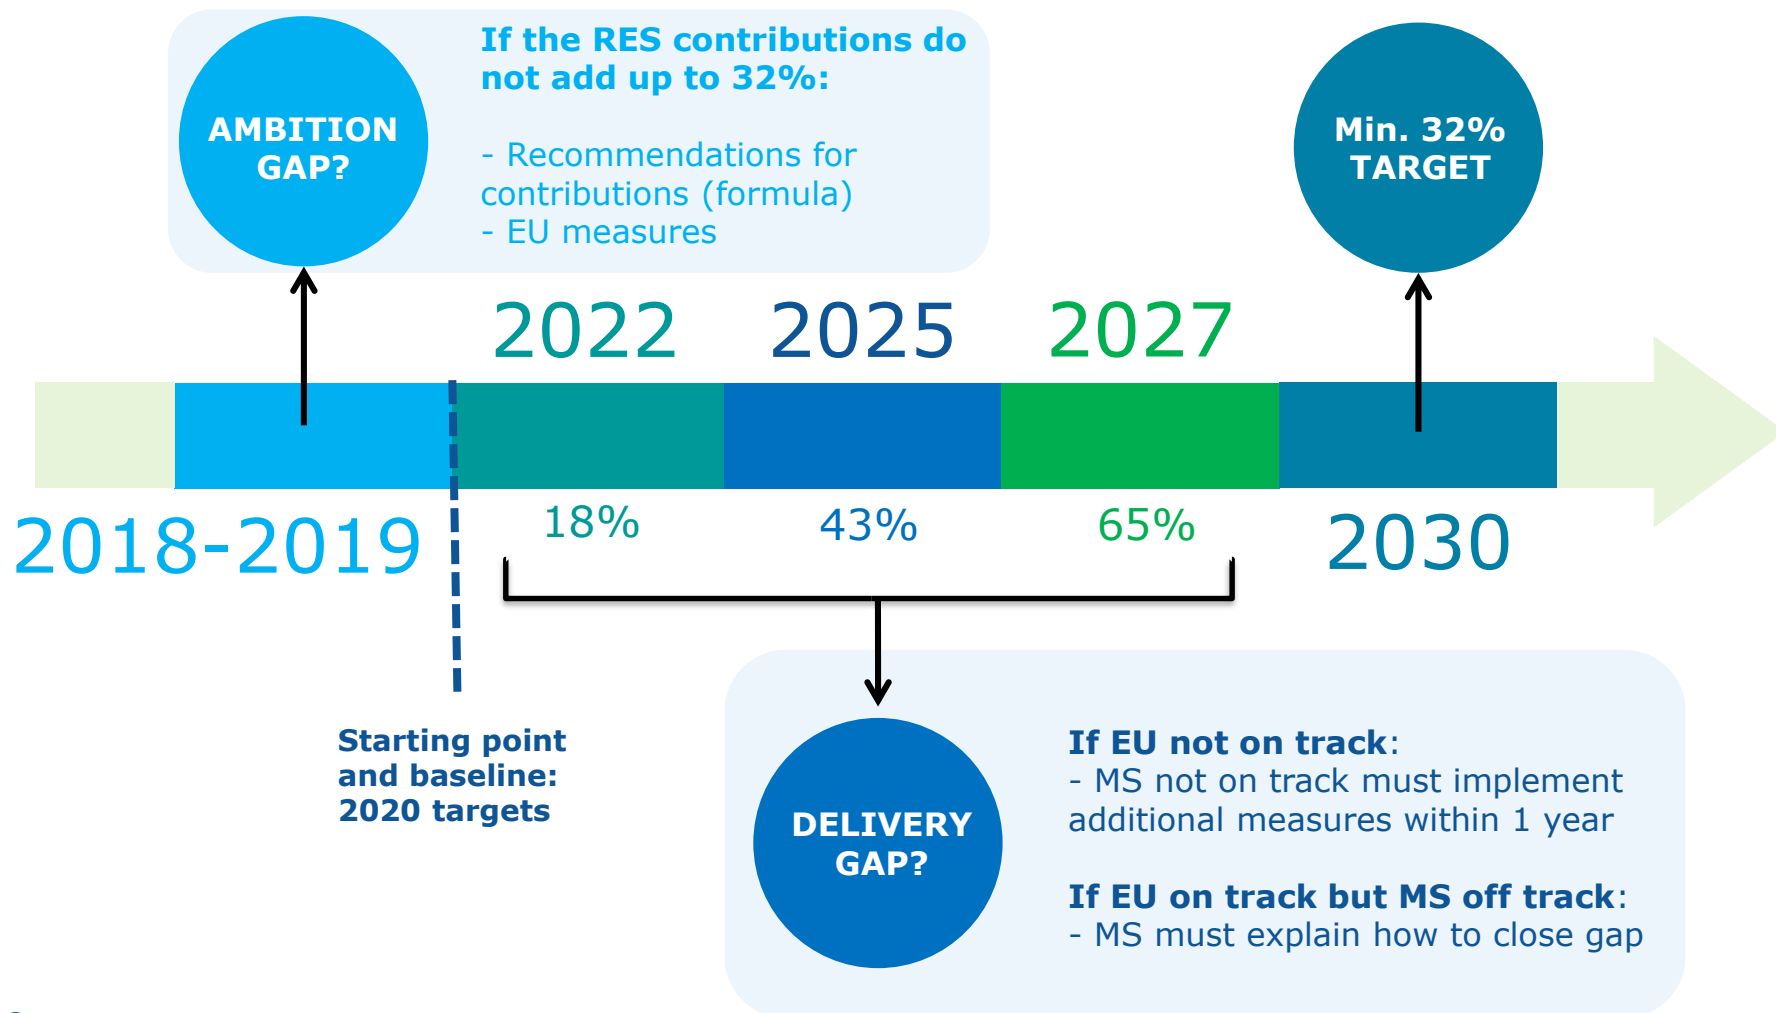 AMBITION
GAP?
If the RES contributions do
not add up to 32%:
- Recommendations for
contributions (formula)
- EU measures
Min. 32%
TARGET
2022
2025
2027
2018-2019
18%
43%
65%
2030
Starting point
and baseline:
2020 targets
DELIVERY
GAP?
If EU not on track:
- MS not on track must implement
additional measures within 1 year
If EU on track but MS off track:
- MS must explain how to close gap